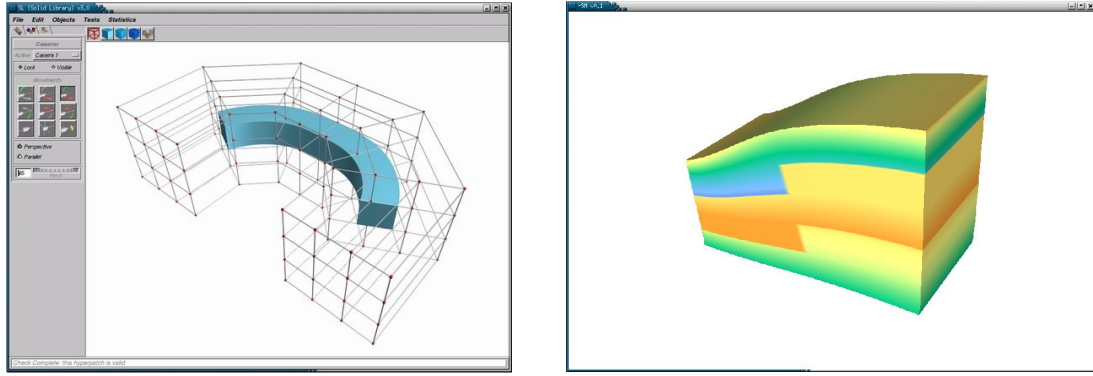 SL (Solid Library) v3.0
File Edit Objects Tests Statistics
Cameras
Active: Camera 1
Lock Visible
Movements
Perspective
Parallel
Check Complete: this hyperpatch is valid